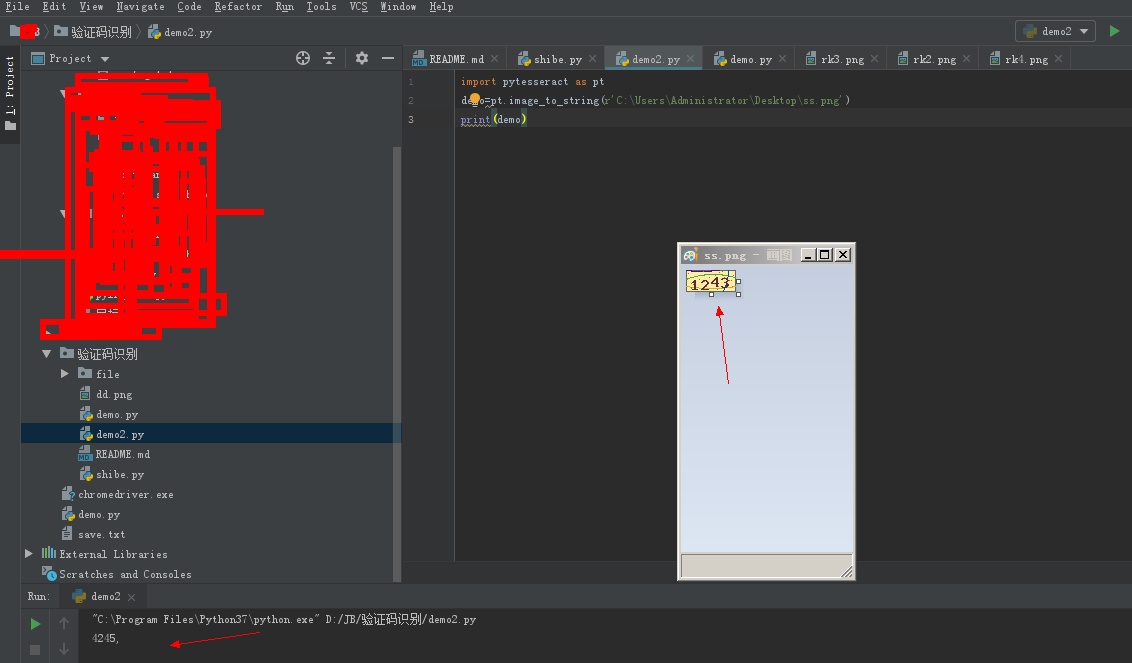 File Edit View Navigate Code Refactor Run Tools VCS Window Help
验证码识别 demo2.py
demo2
1: Project
Project
README.md shibe.py demo2.py demo.py rk3.png rk2.png rk4.png
1 import pytesseract as pt
2 demo=pt.image_to_string(r'C:\Users\Administrator\Desktop\ss.png')
3 print(demo)
ss.png - 画图
1243
验证码识别
file
dd.png
demo.py
demo2.py
README.md
shibe.py
chromedriver.exe
demo.py
save.txt
External Libraries
Scratches and Consoles
Run: demo2
"C:\Program Files\Python37\python.exe" D:/JB/验证码识别/demo2.py
4245,